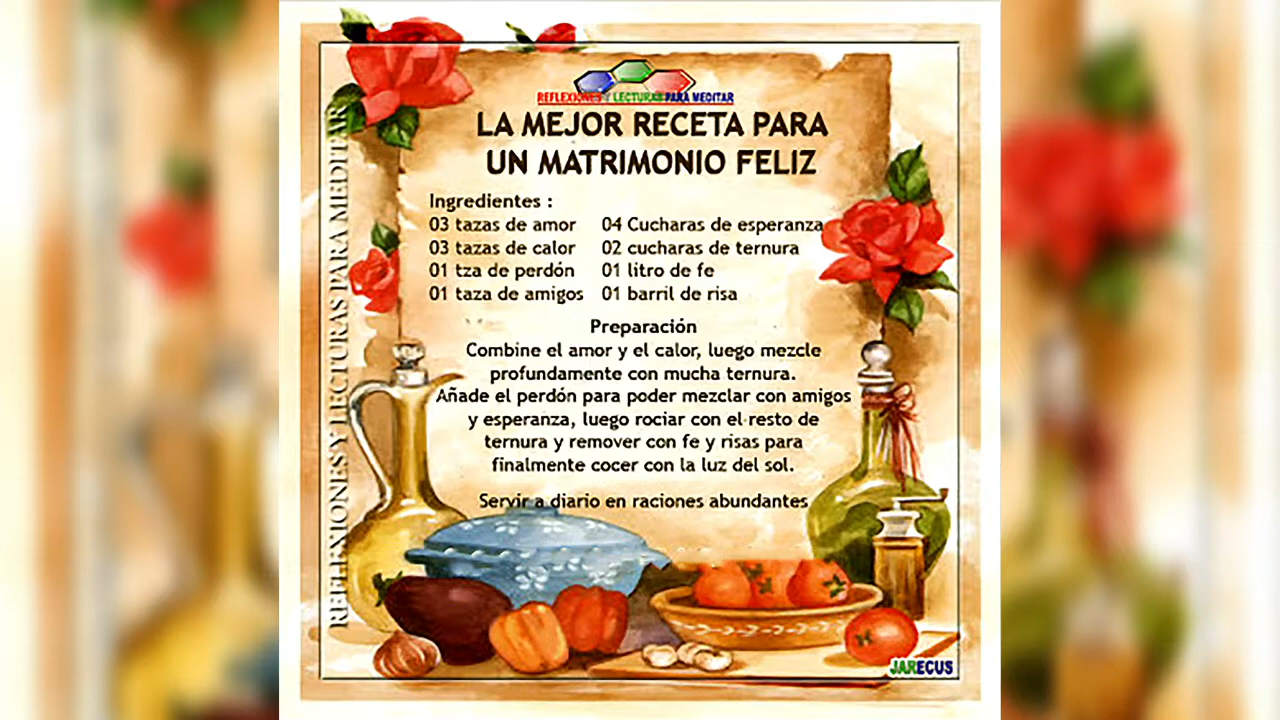 REFLEXIONES Y LECTURAS PARA MEDITAR
LA MEJOR RECETA PARA
UN MATRIMONIO FELIZ
Ingredientes :
03 tazas de amor 04 Cucharas de esperanza
03 tazas de calor 02 cucharas de ternura
01 tza de perdón 01 litro de fe
01 taza de amigos 01 barril de risa
Preparación
Combine el amor y el calor, luego mezcle
profundamente con mucha ternura.
Añade el perdón para poder mezclar con amigos
y esperanza, luego rociar con el resto de
ternura y remover con fe y risas para
finalmente cocer con la luz del sol.
Servir a diario en raciones abundantes
REFLEXIONES Y LECTURAS PARA MEDITAR
JARECUS